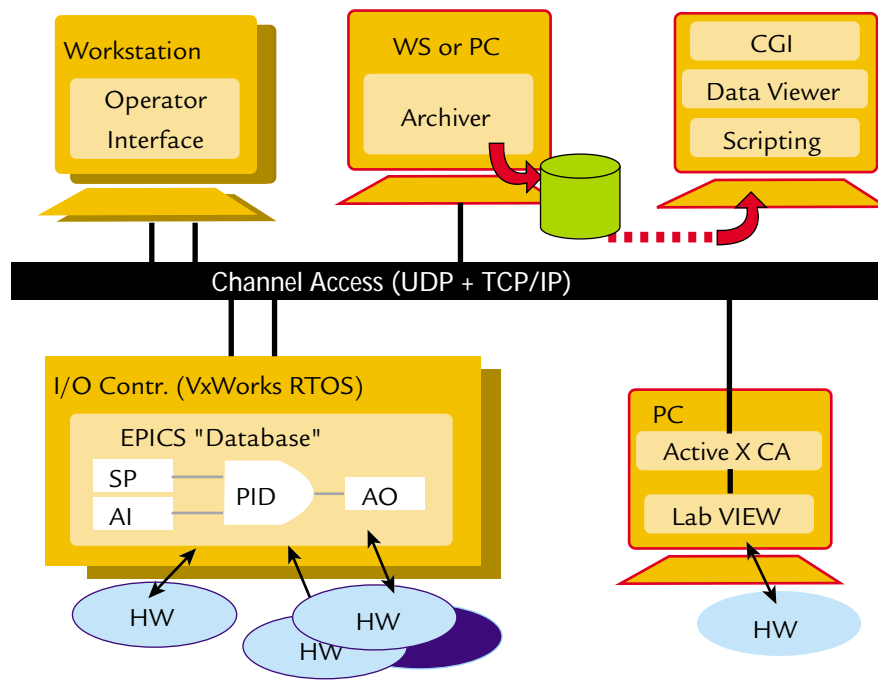 Workstation
Operator
Interface
WS or PC
Archiver
CGI
Data Viewer
Scripting
Channel Access (UDP + TCP/IP)
I/O Contr. (VxWorks RTOS)
EPICS "Database"
SP
AI
PID
AO
HW
HW
HW
PC
Active X CA
Lab VIEW
HW